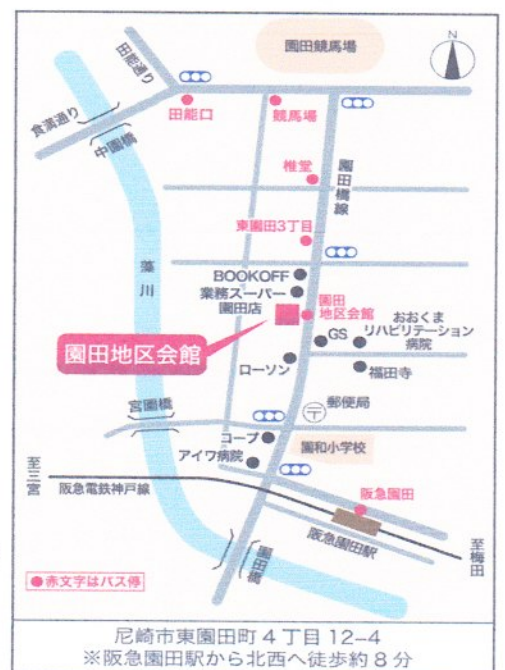 園田競馬場
N
田能通り
食満通り
中園橋
田能口
競馬場
椎堂
園田橋線
東園田3丁目
藻川
BOOKOFF
業務スーパー
園田店
園田
地区会館
園田地区会館
GS
おおくま
リハビリテーション
病院
ローソン
福田寺
宮園橋
〒
郵便局
コープ
アイワ病院
園和小学校
至三宮
阪急電鉄神戸線
阪急園田
阪急園田駅
至梅田
園田橋
●赤文字はバス停
尼崎市東園田町4丁目12–4
※阪急園田駅から北西へ徒歩約8分